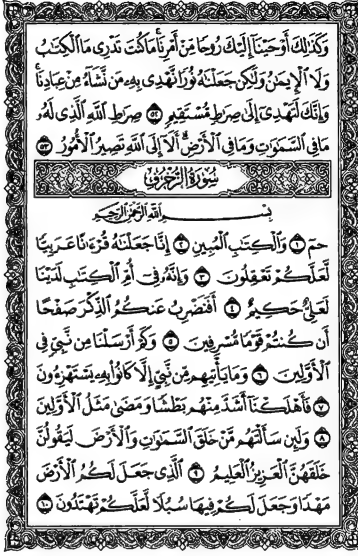 وَكَذَٰلِكَ أَوْحَيْنَآ إِلَيْكَ رُوحًا مِّنْ أَمْرِنَا ۚ مَا كُنتَ تَدْرِى مَا ٱلْكِتَٰبُ
وَلَا ٱلْإِيمَٰنُ وَلَٰكِن جَعَلْنَٰهُ نُورًا نَّهْدِى بِهِۦ مَن نَّشَآءُ مِنْ عِبَادِنَا ۚ
وَإِنَّكَ لَتَهْدِىٓ إِلَىٰ صِرَٰطٍ مُّسْتَقِيمٍ ٥٢ صِرَٰطِ ٱللَّهِ ٱلَّذِى لَهُۥ
مَا فِى ٱلسَّمَٰوَٰتِ وَمَا فِى ٱلْأَرْضِ ۗ أَلَآ إِلَى ٱللَّهِ تَصِيرُ ٱلْأُمُورُ ٥٣
سُورَةُ الزُّخْرُفِ
بِسْمِ ٱللَّهِ ٱلرَّحْمَٰنِ ٱلرَّحِيمِ
حمٓ ١ وَٱلْكِتَٰبِ ٱلْمُبِينِ ٢ إِنَّا جَعَلْنَٰهُ قُرْءَٰنًا عَرَبِيًّا
لَّعَلَّكُمْ تَعْقِلُونَ ٣ وَإِنَّهُۥ فِىٓ أُمِّ ٱلْكِتَٰبِ لَدَيْنَا
لَعَلِىٌّ حَكِيمٌ ٤ أَفَنَضْرِبُ عَنكُمُ ٱلذِّكْرَ صَفْحًا
أَن كُنتُمْ قَوْمًا مُّسْرِفِينَ ٥ وَكَمْ أَرْسَلْنَا مِن نَّبِىٍّ فِى
ٱلْأَوَّلِينَ ٦ وَمَا يَأْتِيهِم مِّن نَّبِىٍّ إِلَّا كَانُوا۟ بِهِۦ يَسْتَهْزِءُونَ
٧ فَأَهْلَكْنَآ أَشَدَّ مِنْهُم بَطْشًا وَمَضَىٰ مَثَلُ ٱلْأَوَّلِينَ
٨ وَلَئِن سَأَلْتَهُم مَّنْ خَلَقَ ٱلسَّمَٰوَٰتِ وَٱلْأَرْضَ لَيَقُولُنَّ
خَلَقَهُنَّ ٱلْعَزِيزُ ٱلْعَلِيمُ ٩ ٱلَّذِى جَعَلَ لَكُمُ ٱلْأَرْضَ
مَهْدًا وَجَعَلَ لَكُمْ فِيهَا سُبُلًا لَّعَلَّكُمْ تَهْتَدُونَ ١٠